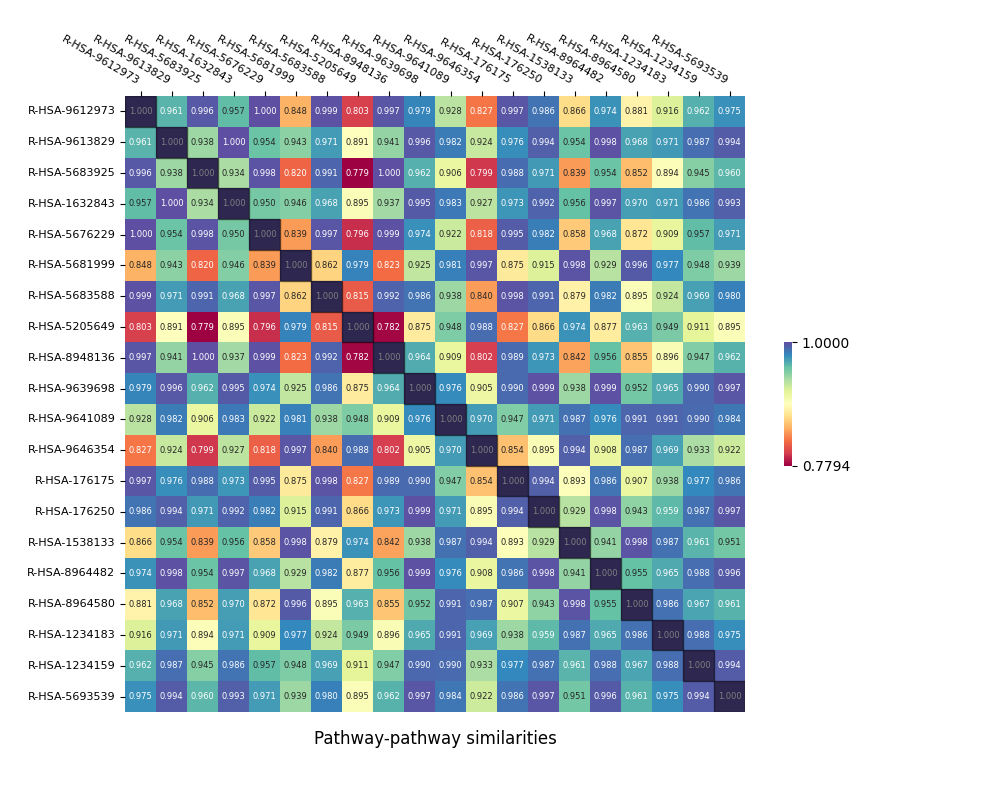 R-HSA-9612973
R-HSA-9613829
R-HSA-5683925
R-HSA-1632843
R-HSA-5676229
R-HSA-5681999
R-HSA-5683588
R-HSA-5205649
R-HSA-8948136
R-HSA-9639698
R-HSA-9641089
R-HSA-9646354
R-HSA-176175
R-HSA-176250
R-HSA-1538133
R-HSA-8964482
R-HSA-8964580
R-HSA-1234183
R-HSA-1234159
R-HSA-5693539
R-HSA-9612973 1.000 0.961 0.996 0.957 1.000 0.848 0.999 0.803 0.997 0.979 0.928 0.827 0.997 0.986 0.866 0.974 0.881 0.916 0.962 0.975
R-HSA-9613829 0.961 1.000 0.938 1.000 0.954 0.943 0.971 0.891 0.941 0.996 0.982 0.924 0.976 0.994 0.954 0.998 0.968 0.971 0.987 0.994
R-HSA-5683925 0.996 0.938 1.000 0.934 0.998 0.820 0.991 0.779 1.000 0.962 0.906 0.799 0.988 0.971 0.839 0.954 0.852 0.894 0.945 0.960
R-HSA-1632843 0.957 1.000 0.934 1.000 0.950 0.946 0.968 0.895 0.937 0.995 0.983 0.927 0.973 0.992 0.956 0.997 0.970 0.971 0.986 0.993
R-HSA-5676229 1.000 0.954 0.998 0.950 1.000 0.839 0.997 0.796 0.999 0.974 0.922 0.818 0.995 0.982 0.858 0.968 0.872 0.909 0.957 0.971
R-HSA-5681999 0.848 0.943 0.820 0.946 0.839 1.000 0.862 0.979 0.823 0.925 0.981 0.997 0.875 0.915 0.998 0.929 0.996 0.977 0.948 0.939
R-HSA-5683588 0.999 0.971 0.991 0.968 0.997 0.862 1.000 0.815 0.992 0.986 0.938 0.840 0.998 0.991 0.879 0.982 0.895 0.924 0.969 0.980
R-HSA-5205649 0.803 0.891 0.779 0.895 0.796 0.979 0.815 1.000 0.782 0.875 0.948 0.988 0.827 0.866 0.974 0.877 0.963 0.949 0.911 0.895
R-HSA-8948136 0.997 0.941 1.000 0.937 0.999 0.823 0.992 0.782 1.000 0.964 0.909 0.802 0.989 0.973 0.842 0.956 0.855 0.896 0.947 0.962
R-HSA-9639698 0.979 0.996 0.962 0.995 0.974 0.925 0.986 0.875 0.964 1.000 0.976 0.905 0.990 0.999 0.938 0.999 0.952 0.965 0.990 0.997
R-HSA-9641089 0.928 0.982 0.906 0.983 0.922 0.981 0.938 0.948 0.909 0.976 1.000 0.970 0.947 0.971 0.987 0.976 0.991 0.991 0.990 0.984
R-HSA-9646354 0.827 0.924 0.799 0.927 0.818 0.997 0.840 0.988 0.802 0.905 0.970 1.000 0.854 0.895 0.994 0.908 0.987 0.969 0.933 0.922
R-HSA-176175 0.997 0.976 0.988 0.973 0.995 0.875 0.998 0.827 0.989 0.990 0.947 0.854 1.000 0.994 0.893 0.986 0.907 0.938 0.977 0.986
R-HSA-176250 0.986 0.994 0.971 0.992 0.982 0.915 0.991 0.866 0.973 0.999 0.971 0.895 0.994 1.000 0.929 0.998 0.943 0.959 0.987 0.997
R-HSA-1538133 0.866 0.954 0.839 0.956 0.858 0.998 0.879 0.974 0.842 0.938 0.987 0.994 0.893 0.929 1.000 0.941 0.998 0.987 0.961 0.951
R-HSA-8964482 0.974 0.998 0.954 0.997 0.968 0.929 0.982 0.877 0.956 0.999 0.976 0.908 0.986 0.998 0.941 1.000 0.955 0.965 0.988 0.996
R-HSA-8964580 0.881 0.968 0.852 0.970 0.872 0.996 0.895 0.963 0.855 0.952 0.991 0.987 0.907 0.943 0.998 0.955 1.000 0.986 0.967 0.961
R-HSA-1234183 0.916 0.971 0.894 0.971 0.909 0.977 0.924 0.949 0.896 0.965 0.991 0.969 0.938 0.959 0.987 0.965 0.986 1.000 0.988 0.975
R-HSA-1234159 0.962 0.987 0.945 0.986 0.957 0.948 0.969 0.911 0.947 0.990 0.990 0.933 0.977 0.987 0.961 0.988 0.967 0.988 1.000 0.994
R-HSA-5693539 0.975 0.994 0.960 0.993 0.971 0.939 0.980 0.895 0.962 0.997 0.984 0.922 0.986 0.997 0.951 0.996 0.961 0.975 0.994 1.000
1.0000
0.7794
Pathway-pathway similarities